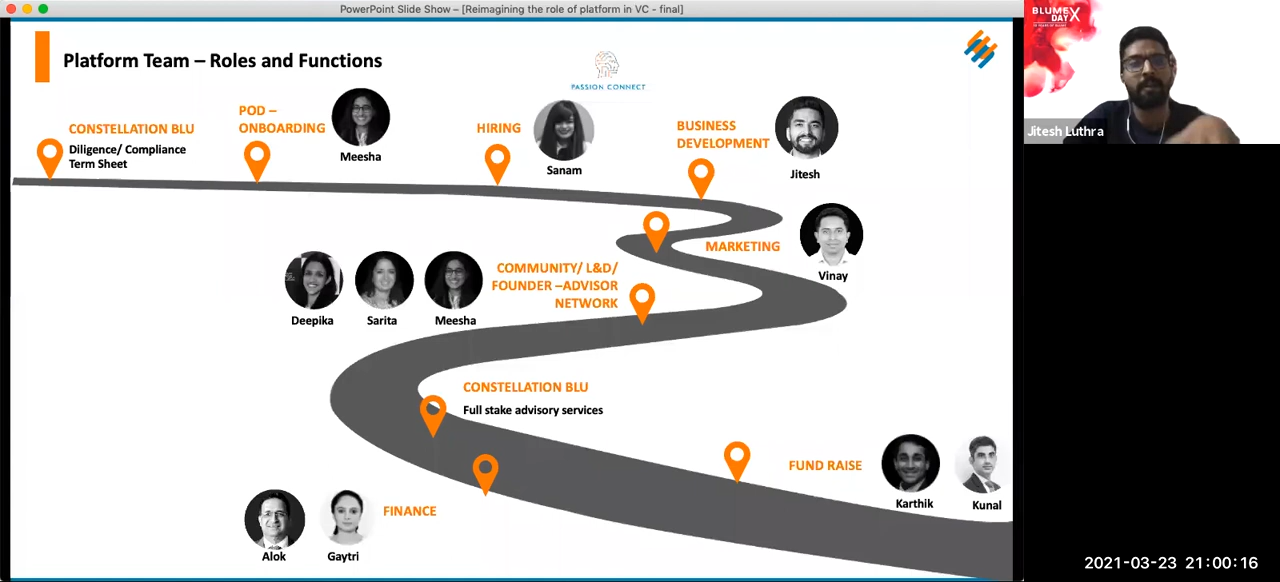 PowerPoint Slide Show – [Reimagining the role of platform in VC - final]
Platform Team – Roles and Functions
PASSION CONNECT
BLUME
DAY X
Jitesh Luthra
CONSTELLATION BLU
Diligence/ Compliance
Term Sheet
POD –
ONBOARDING
Meesha
HIRING
Sanam
BUSINESS
DEVELOPMENT
Jitesh
MARKETING
Vinay
Deepika
Sarita
Meesha
COMMUNITY/ L&D/
FOUNDER –ADVISOR
NETWORK
CONSTELLATION BLU
Full stake advisory services
FUND RAISE
Karthik
Kunal
Alok
Gaytri
FINANCE
2021-03-23 21:00:16